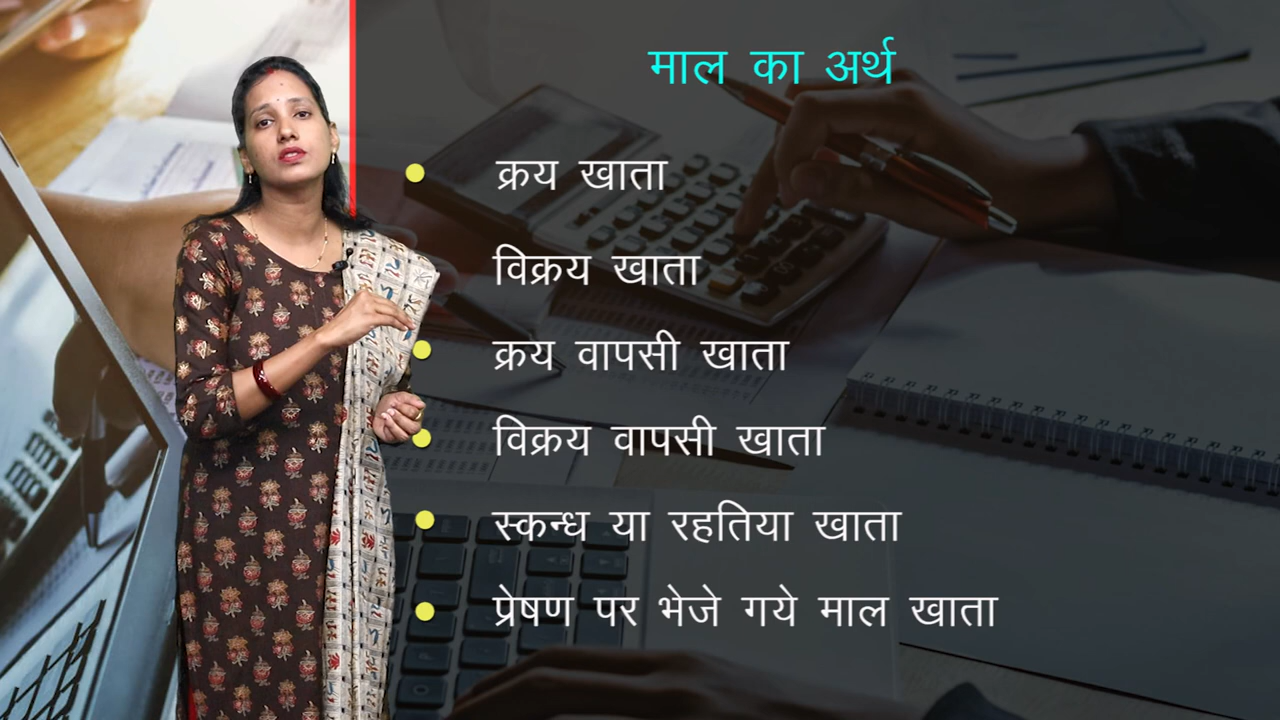 माल का अर्थ
क्रय खाता
विक्रय खाता
क्रय वापसी खाता
विक्रय वापसी खाता
स्कन्ध या रहतिया खाता
प्रेषण पर भेजे गये माल खाता